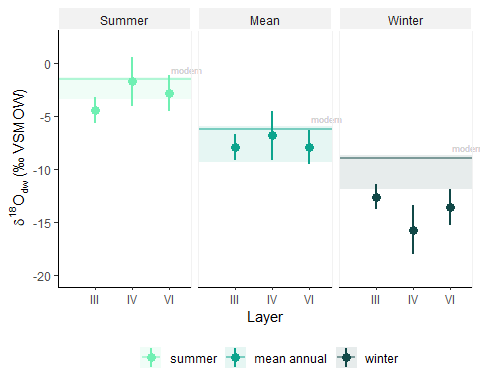 Summer Mean Winter
modern
modern
modern
0
-5
-10
-15
-20
δ¹⁸O_dw (‰ VSMOW)
III IV VI III IV VI III IV VI
Layer
summer mean annual winter